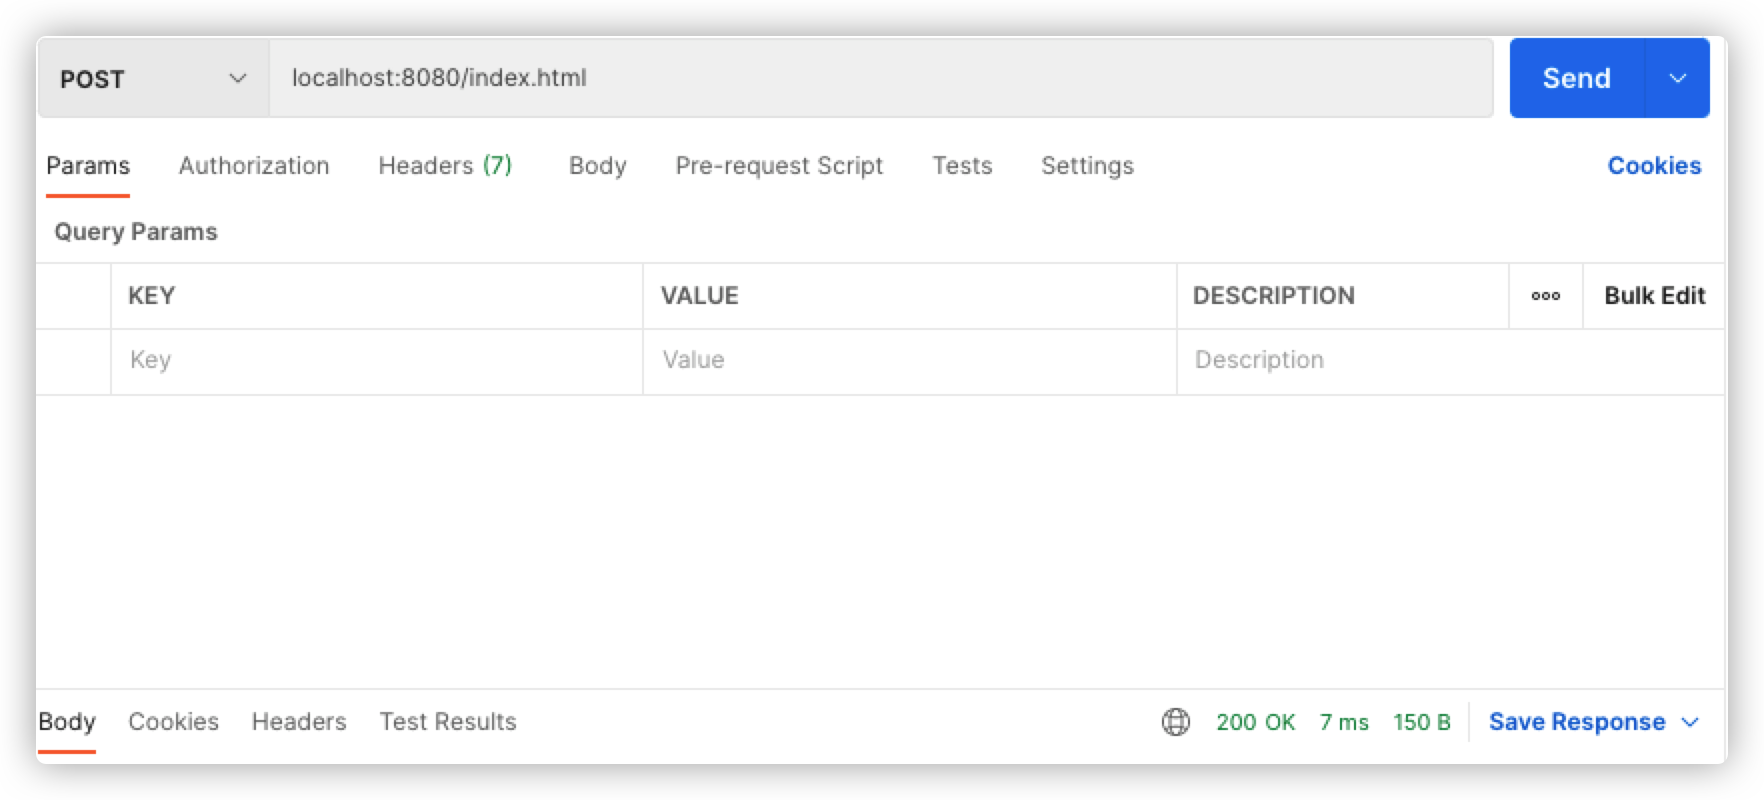 POST localhost:8080/index.html Send
Params Authorization Headers (7) Body Pre-request Script Tests Settings Cookies
Query Params
KEY VALUE DESCRIPTION ooo Bulk Edit
Key Value Description
Body Cookies Headers Test Results 200 OK 7 ms 150 B Save Response